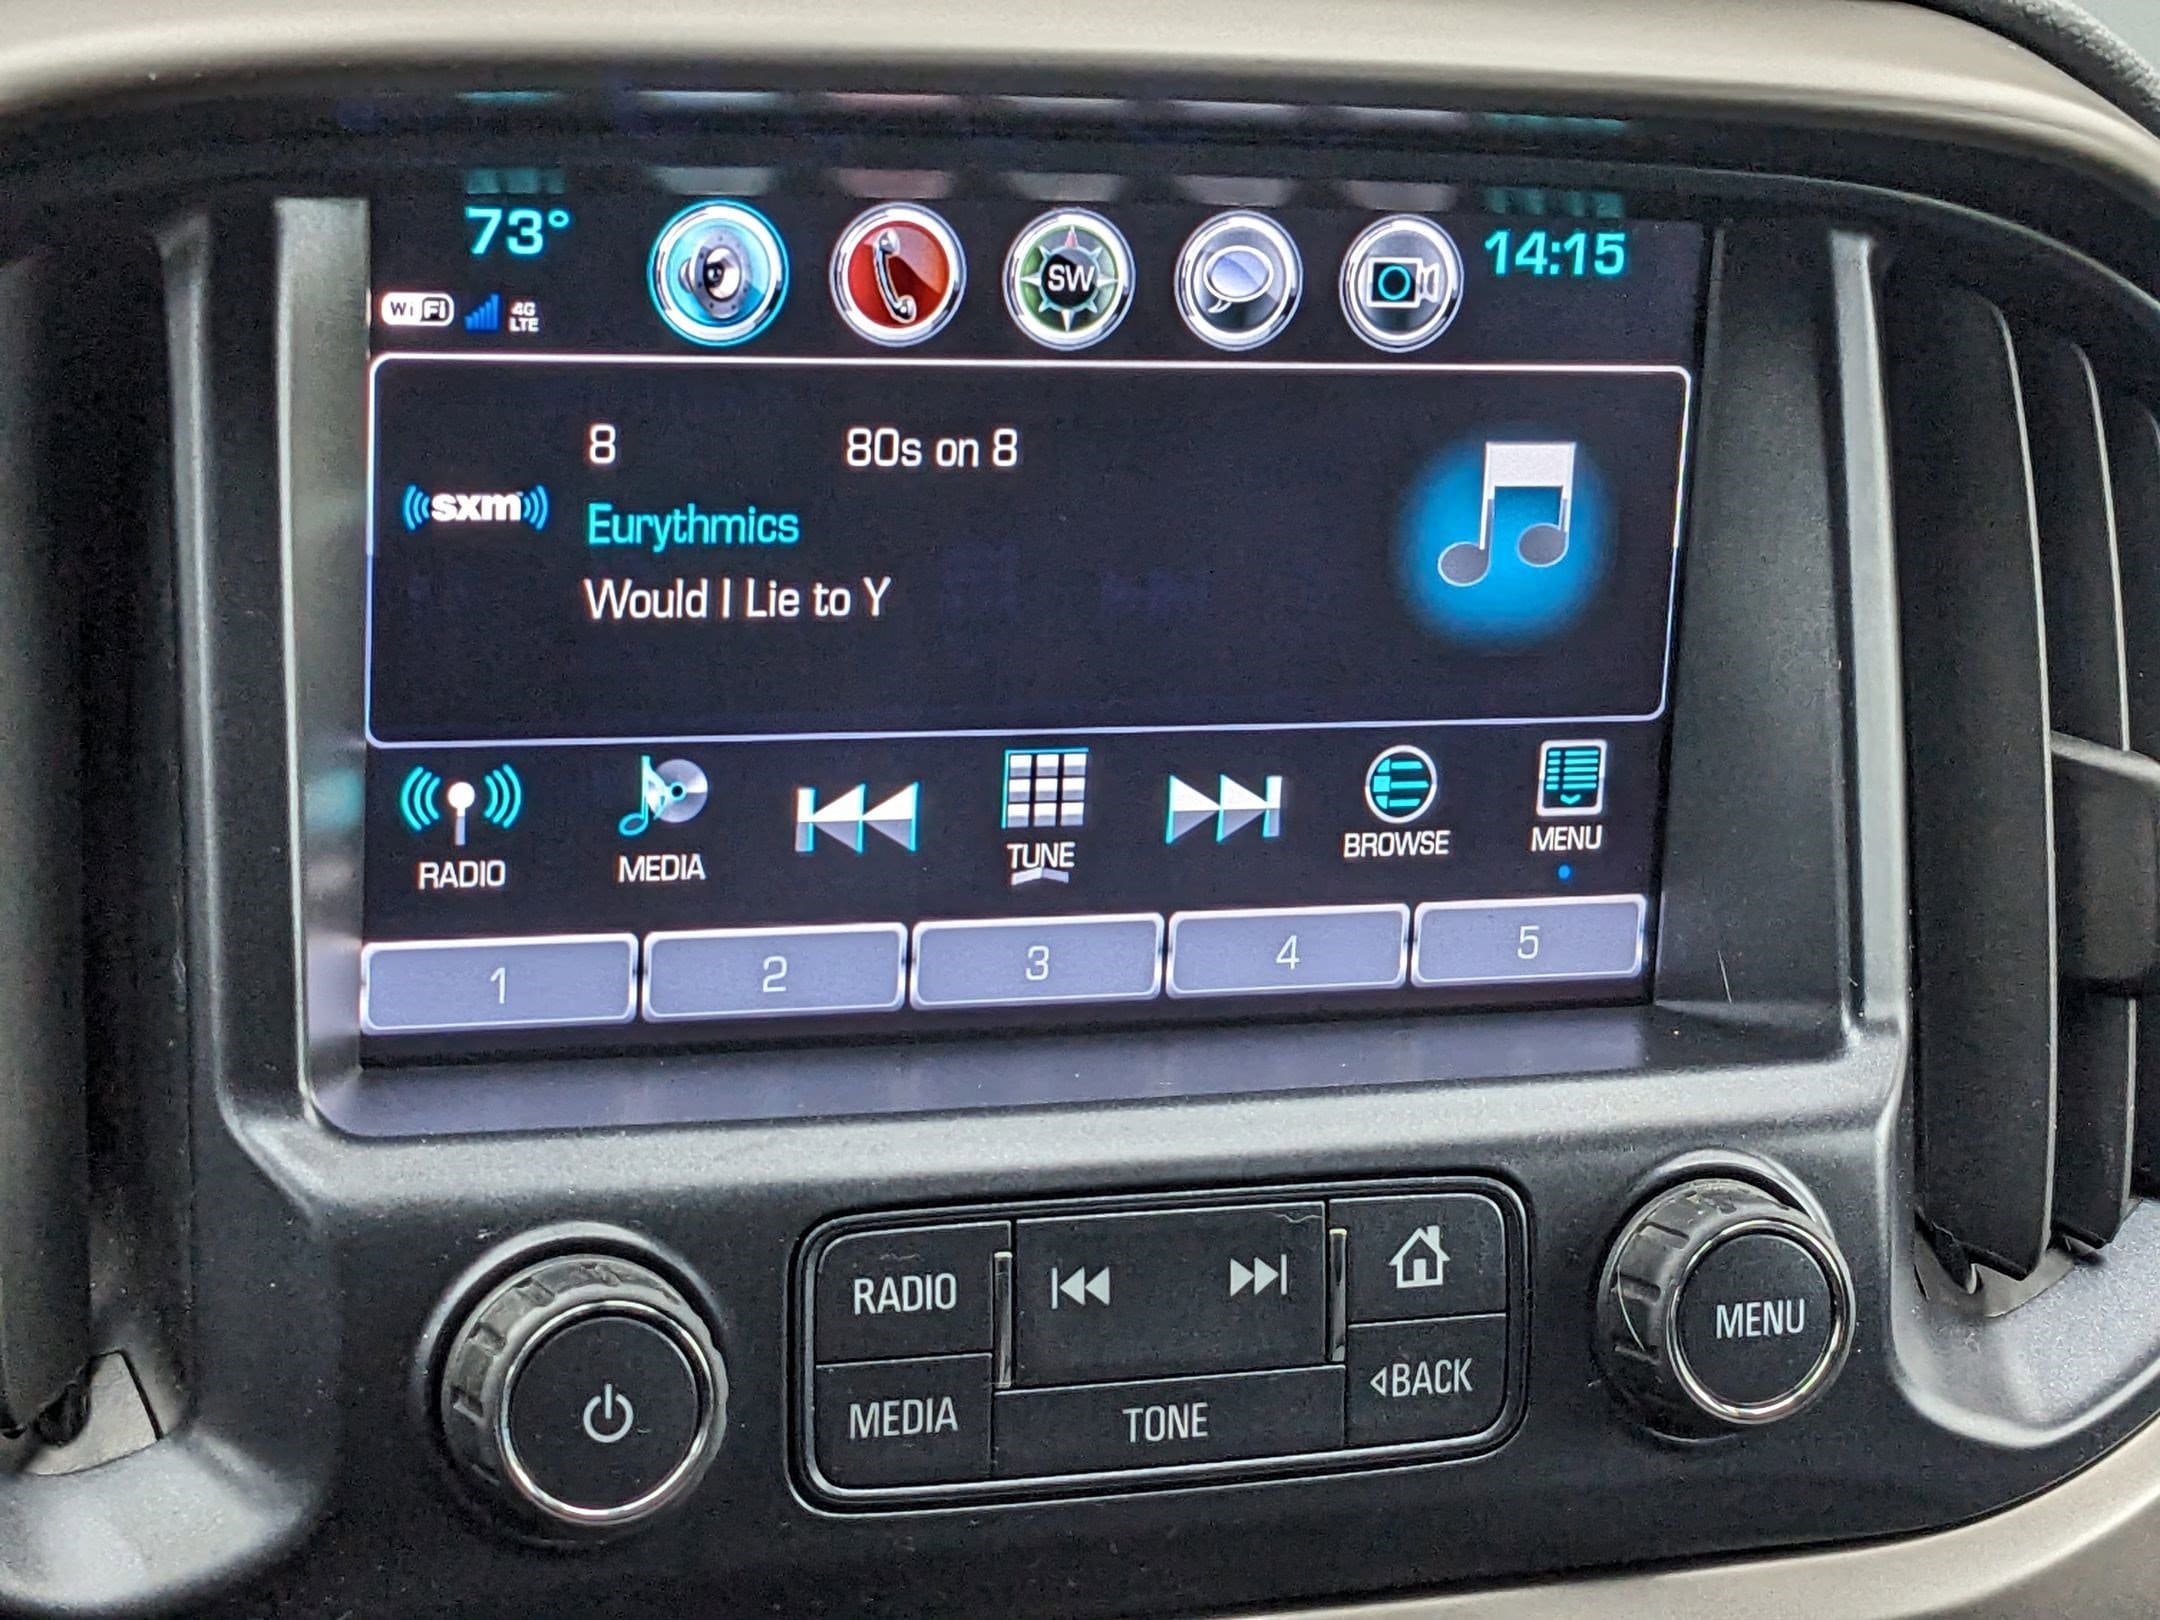 73°
14:15
WiFi
4G
LTE
SW
8
80s on 8
sxm
Eurythmics
Would I Lie to Y
RADIO
MEDIA
TUNE
BROWSE
MENU
1
2
3
4
5
RADIO
MEDIA
TONE
◁BACK
MENU